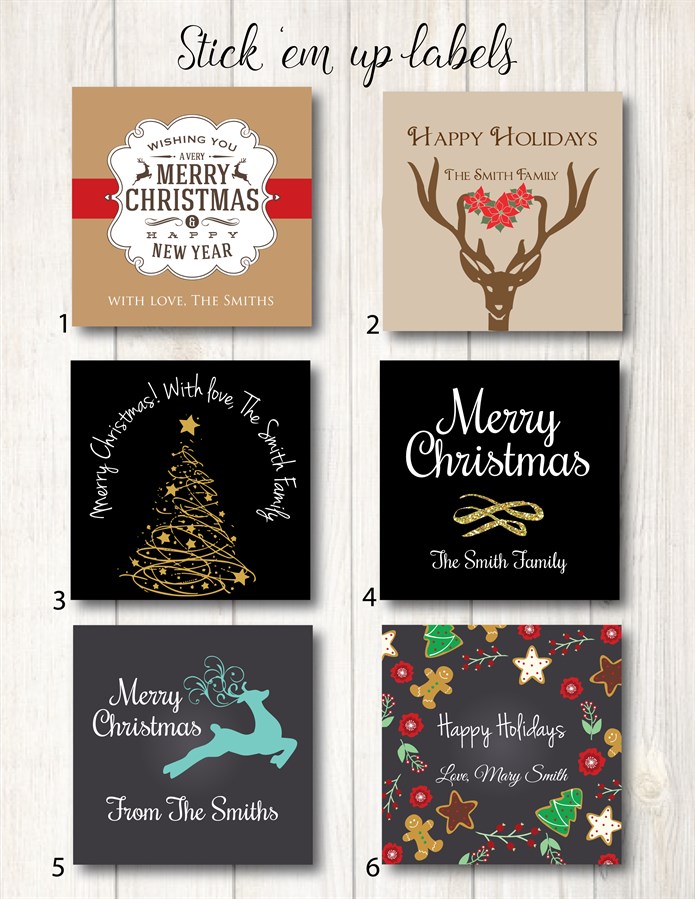 Stick 'em up labels
WISHING YOU
A VERY
MERRY
CHRISTMAS
&
HAPPY
NEW YEAR
WITH LOVE, THE SMITHS
1
HAPPY HOLIDAYS
THE SMITH FAMILY
2
Merry Christmas! With love, The Smith Family
3
Merry
Christmas
The Smith Family
4
Merry
Christmas
From The Smiths
5
Happy Holidays
Love, Mary Smith
6